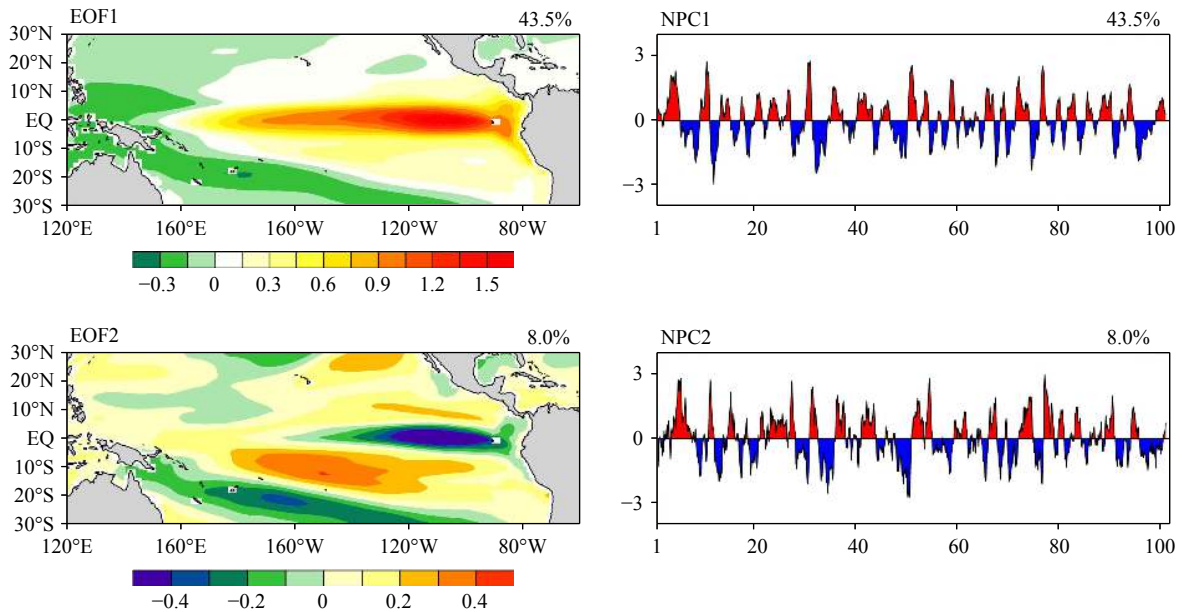 EOF1 43.5%
30°N
20°N
10°N
EQ
10°S
20°S
30°S
120°E 160°E 160°W 120°W 80°W
−0.3 0 0.3 0.6 0.9 1.2 1.5
NPC1 43.5%
3
0
−3
1 20 40 60 80 100
EOF2 8.0%
30°N
20°N
10°N
EQ
10°S
20°S
30°S
120°E 160°E 160°W 120°W 80°W
−0.4 −0.2 0 0.2 0.4
NPC2 8.0%
3
0
−3
1 20 40 60 80 100